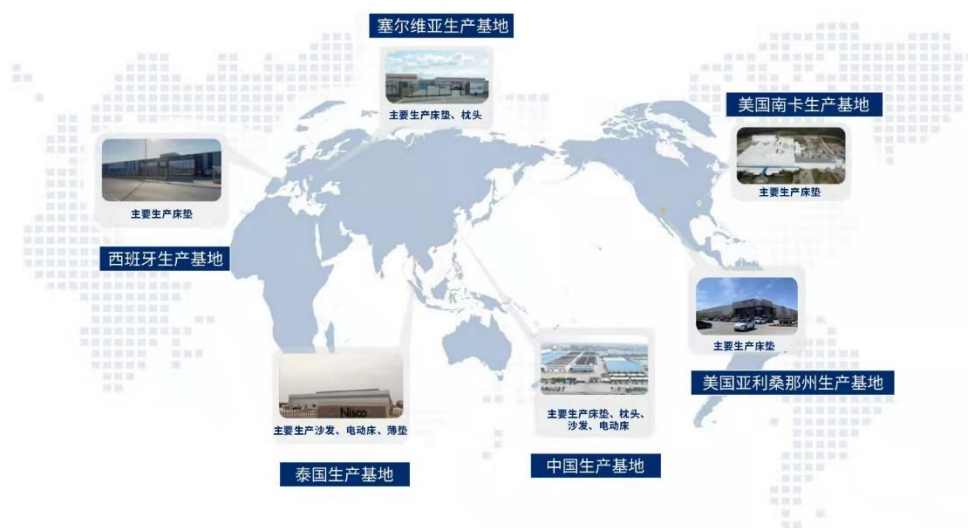 塞尔维亚生产基地
主要生产床垫、枕头
美国南卡生产基地
主要生产床垫
主要生产床垫
西班牙生产基地
主要生产床垫
美国亚利桑那州生产基地
Nisco
主要生产沙发、电动床、薄垫
泰国生产基地
主要生产床垫、枕头、
沙发、电动床
中国生产基地